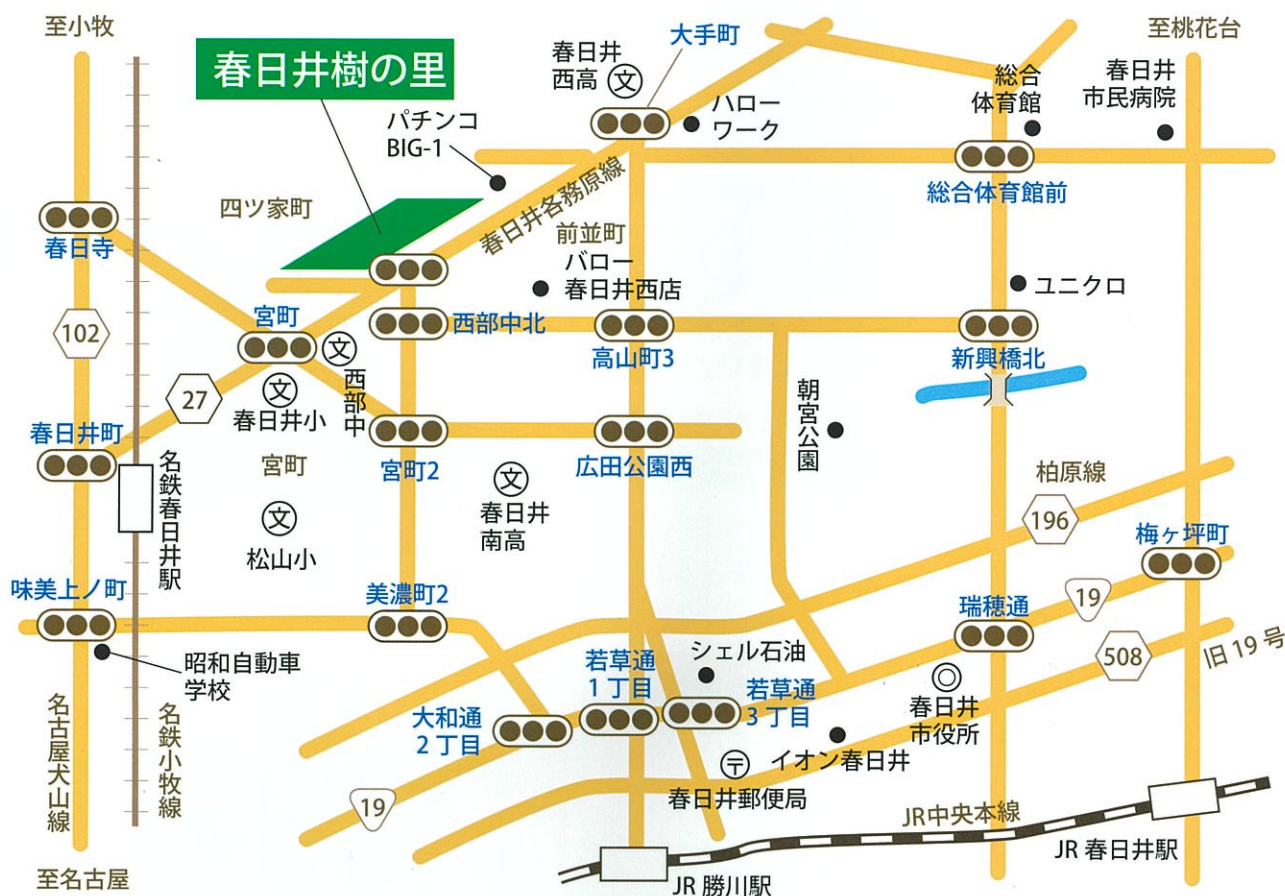 至小牧
春日井樹の里
パチンコ
BIG-1
春日井
西高
文
大手町
ハロー
ワーク
総合
体育館
春日井
市民病院
至桃花台
総合体育館前
四ツ家町
春日井各務原線
前並町
バロー
春日井西店
ユニクロ
春日寺
102
宮町
文
西部中
西部中北
高山町3
新興橋北
27
文
春日井小
春日井町
名鉄春日井駅
宮町
宮町2
広田公園西
朝宮公園
文
松山小
文
春日井
南高
柏原線
196
梅ヶ坪町
味美上ノ町
美濃町2
瑞穂通
19
508
旧19号
昭和自動車
学校
名古屋犬山線
名鉄小牧線
シェル石油
若草通
1丁目
若草通
3丁目
大和通
2丁目
春日井
市役所
イオン春日井
〒
春日井郵便局
19
JR中央本線
JR 春日井駅
JR 勝川駅
至名古屋